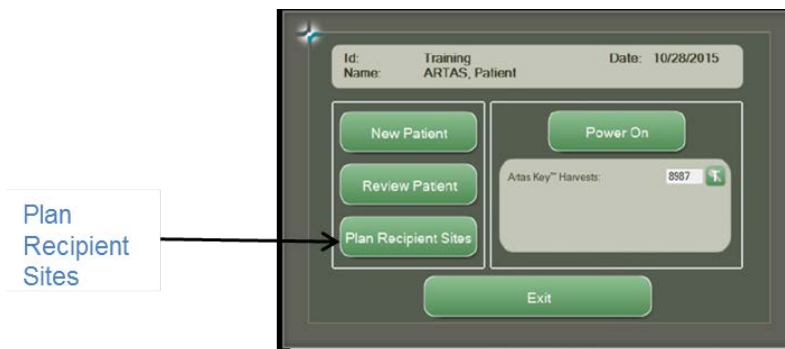 Id: Training Date: 10/28/2015
Name: ARTAS, Patient
New Patient
Power On
Review Patient
Artas Key™ Harvests: 8987
Plan Recipient Sites
Exit
Plan
Recipient
Sites